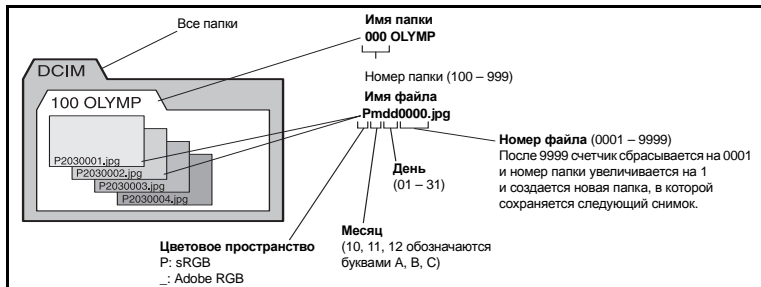 Все папки
Имя папки
000 OLYMP
Номер папки (100 – 999)
DCIM
100 OLYMP
P2030001.jpg
P2030002.jpg
P2030003.jpg
P2030004.jpg
Имя файла
Pmdd0000.jpg
Номер файла (0001 – 9999)
После 9999 счетчик сбрасывается на 0001
и номер папки увеличивается на 1
и создается новая папка, в которой
сохраняется следующий снимок.
День
(01 – 31)
Месяц
(10, 11, 12 обозначаются
буквами A, B, C)
Цветовое пространство
P: sRGB
_: Adobe RGB